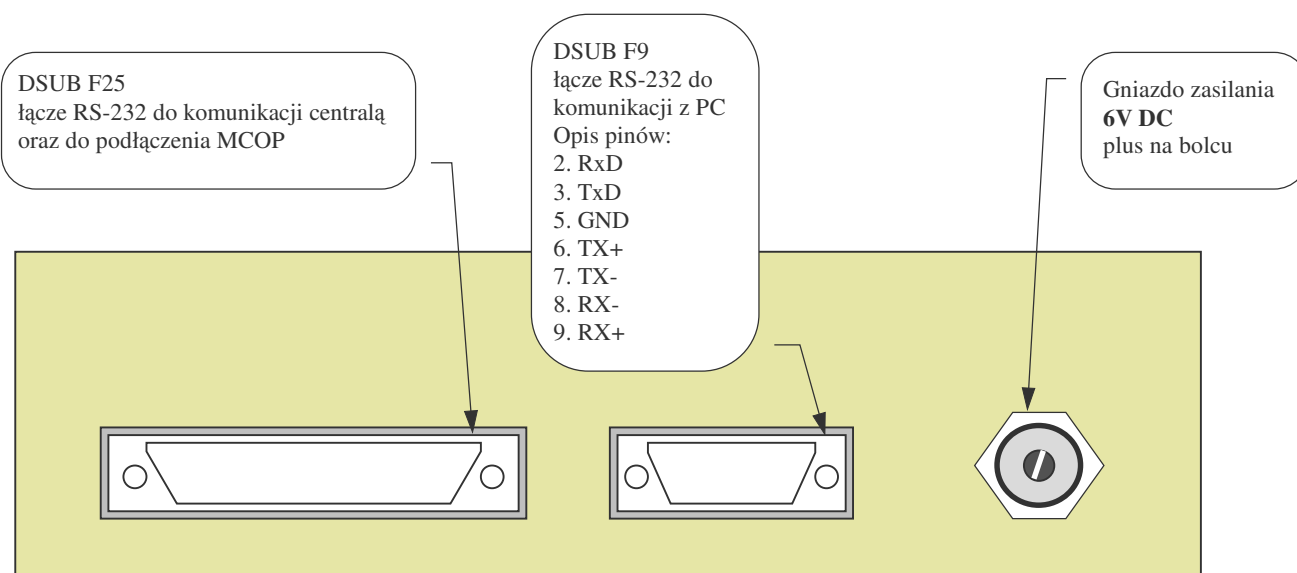 DSUB F25
łącze RS-232 do komunikacji centralą
oraz do podłączenia MCOP
DSUB F9
łącze RS-232 do
komunikacji z PC
Opis pinów:
2. RxD
3. TxD
5. GND
6. TX+
7. TX-
8. RX-
9. RX+
Gniazdo zasilania
6V DC
plus na bolcu